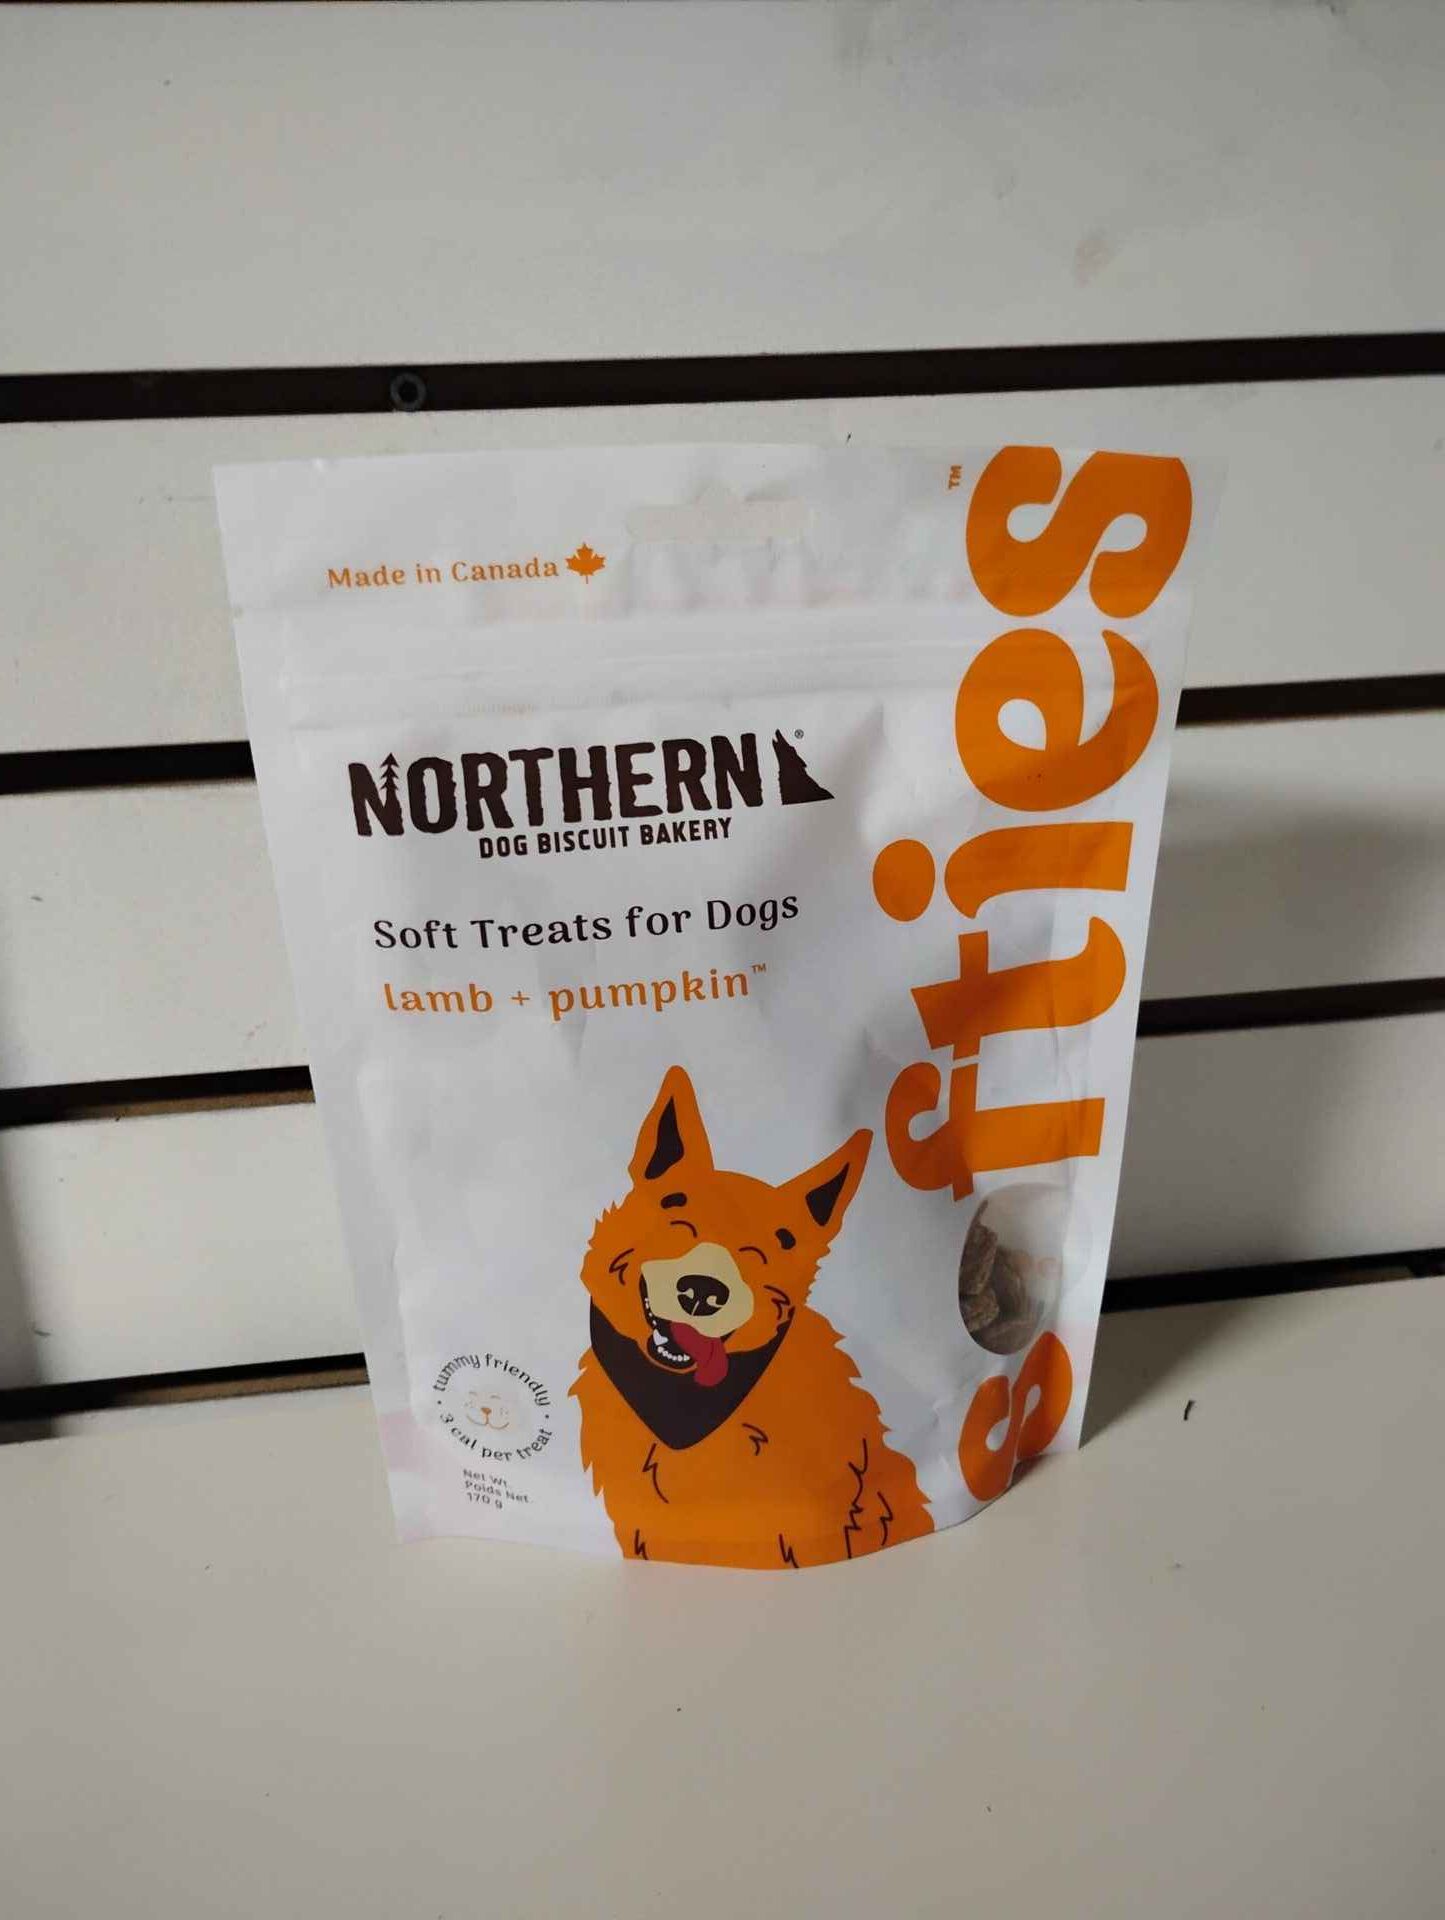 Made in Canada
NORTHERN®
DOG BISCUIT BAKERY
Soft Treats for Dogs
lamb + pumpkin™
softies™
tummy friendly
3 cal per treat
Net Wt.
Poids Net
170 g